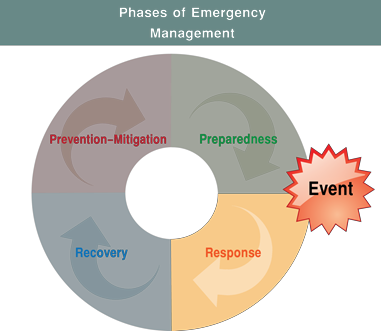 Phases of Emergency
Management
Prevention–Mitigation
Preparedness
Event
Recovery
Response